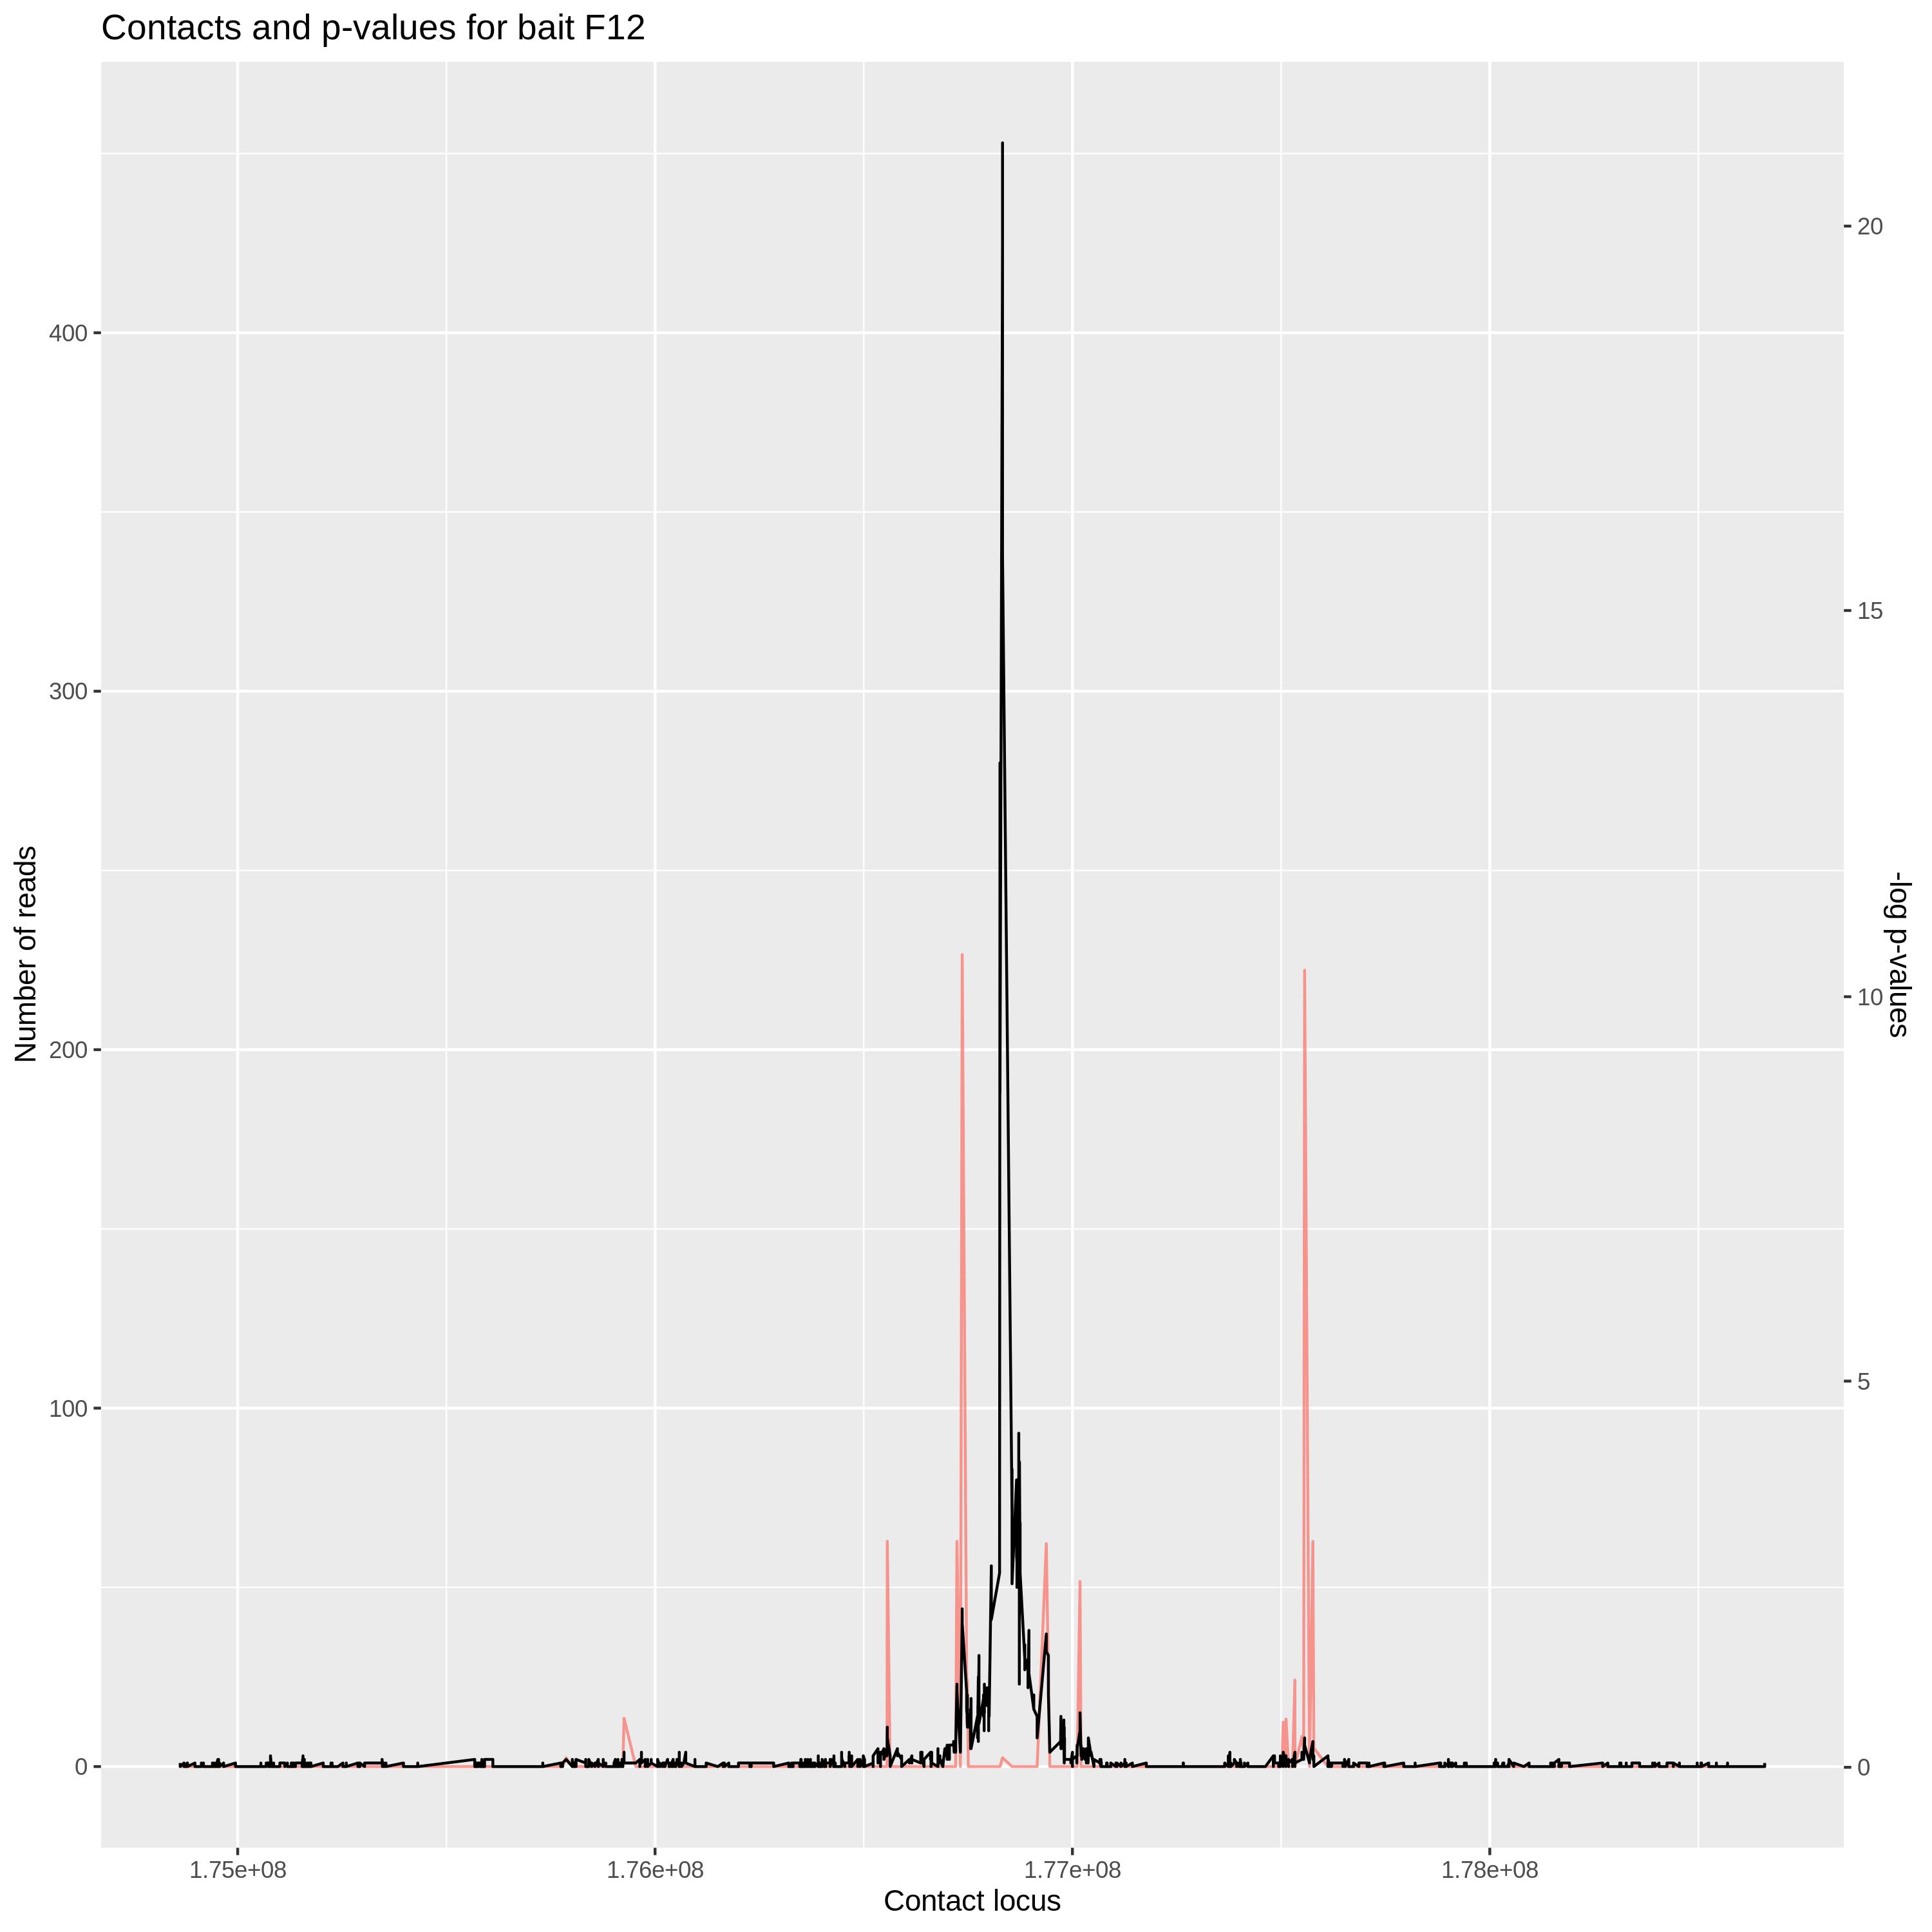 Contacts and p-values for bait F12
Number of reads
400
300
200
100
0
20
15
10
5
0
-log p-values
1.75e+08
1.76e+08
1.77e+08
1.78e+08
Contact locus